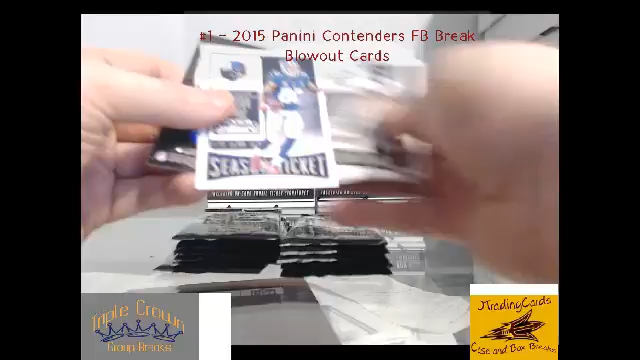 #1 - 2015 Panini Contenders FB Break
Blowout Cards
SEASON TICKET
Triple Crown
Group Breaks
JTradingCards
Case and Box Breaks